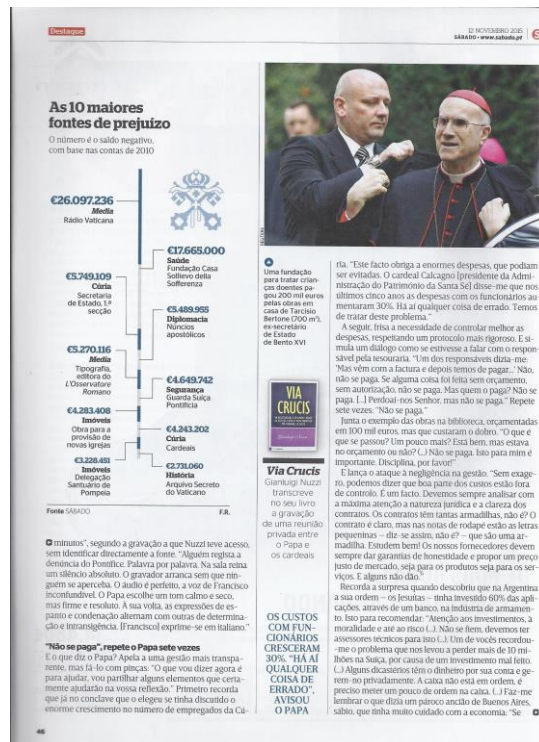 Destaque
12 NOVEMBRO 2015
SÁBADO • www.sabado.pt
As 10 maiores
fontes de prejuízo
O número é o saldo negativo,
com base nas contas de 2010
€26.097.236
Media
Rádio Vaticana
€17.665.000
Saúde
Fundação Casa
Sollievo della
Sofferenza
€5.749.109
Cúria
Secretaria
de Estado, 1.ª
secção
€5.489.955
Diplomacia
Núncios
apostólicos
€5.270.116
Media
Tipografia,
editora do
L'Osservatore
Romano
€4.649.742
Segurança
Guarda Suíça
Pontifícia
€4.283.408
Imóveis
Obra para a
provisão de
novas igrejas
€4.243.202
Cúria
Cardeais
€3.228.451
Imóveis
Delegação
Santuário de
Pompeia
€2.731.060
História
Arquivo Secreto
do Vaticano
Fonte SÁBADO
F.R.
minutos", segundo a gravação a que Nuzzi teve acesso,
sem identificar directamente a fonte. "Alguém regista a
denúncia do Pontífice. Palavra por palavra. Na sala reina
um silêncio absoluto. O gravador arranca sem que nin-
guém se aperceba. O áudio é perfeito, a voz de Francisco
inconfundível. O Papa escolhe um tom calmo e seco,
mas firme e resoluto. À sua volta, as expressões de es-
panto e condenação alternam com outras de determina-
ção e intransigência. [Francisco] exprime-se em italiano."
"Não se paga", repete o Papa sete vezes
E o que diz o Papa? Apela a uma gestão mais transpa-
rente, mas fá-lo com pinças: "O que vou dizer agora é
para ajudar, vou partilhar alguns elementos que certa-
mente ajudarão na vossa reflexão." Primeiro recorda
que já no conclave que o elegeu se tinha discutido o
enorme crescimento no número de empregados da Cú-
46
REUTERS
Uma fundação
para tratar crian-
ças doentes pa-
gou 200 mil euros
pelas obras em
casa de Tarcisio
Bertone (700 m²),
ex-secretário
de Estado
de Bento XVI
VIA
CRUCIS
Via Crucis
Gianluigi Nuzzi
transcreve
no seu livro
a gravação
de uma reunião
privada entre
o Papa e
os cardeais
OS CUSTOS
COM FUN-
CIONÁRIOS
CRESCERAM
30%. "HÁ AÍ
QUALQUER
COISA DE
ERRADO",
AVISOU
O PAPA
ria. "Este facto obriga a enormes despesas, que podiam
ser evitadas. O cardeal Calcagno [presidente da Admi-
nistração do Património da Santa Sé] disse-me que nos
últimos cinco anos as despesas com os funcionários au-
mentaram 30%. Há aí qualquer coisa de errado. Temos
de tratar deste problema."
A seguir, frisa a necessidade de controlar melhor as
despesas, respeitando um protocolo mais rigoroso. E si-
mula um diálogo como se estivesse a falar com o respon-
sável pela tesouraria. "Um dos responsáveis dizia-me:
'Mas vêm com a factura e depois temos de pagar...' Não,
não se paga. Se alguma coisa foi feita sem orçamento,
sem autorização, não se paga. Mas quem o paga? Não se
paga. [...] Perdoai-nos Senhor, mas não se paga." Repete
sete vezes: "Não se paga."
Junta o exemplo das obras na biblioteca, orçamentadas
em 100 mil euros, mas que custaram o dobro. "O que é
que se passou? Um pouco mais? Está bem, mas estava
no orçamento ou não? (...) Não se paga. Isto para mim é
importante. Disciplina, por favor!"
E lança o ataque à negligência na gestão. "Sem exage-
ro, podemos dizer que boa parte dos custos estão fora
de controlo. É um facto. Devemos sempre analisar com
a máxima atenção a natureza jurídica e a clareza dos
contratos. Os contratos têm tantas armadilhas, não é? O
contrato é claro, mas nas notas de rodapé estão as letras
pequeninas – diz-se assim, não é? – que são uma ar-
madilha. Estudem bem! Os nossos fornecedores devem
sempre dar garantias de honestidade e propor um preço
justo de mercado, seja para os produtos seja para os ser-
viços. E alguns não dão."
Recorda a surpresa quando descobriu que na Argentina
a sua ordem – os Jesuítas – tinha investido 60% das apli-
cações, através de um banco, na indústria de armamen-
to. Isto para recomendar: "Atenção aos investimentos, à
moralidade e até ao risco (...). Não se fiem, devemos ter
assessores técnicos para isto (...). Um de vocês recordou-
-me o problema que nos levou a perder mais de 10 mi-
lhões na Suíça, por causa de um investimento mal feito.
(...) Alguns dicastérios têm o dinheiro por sua conta e ge-
rem-no privadamente. A caixa não está em ordem, é
preciso meter um pouco de ordem na caixa. (...) Faz-me
lembrar o que dizia um pároco ancião de Buenos Aires,
sábio, que tinha muito cuidado com a economia. "Se